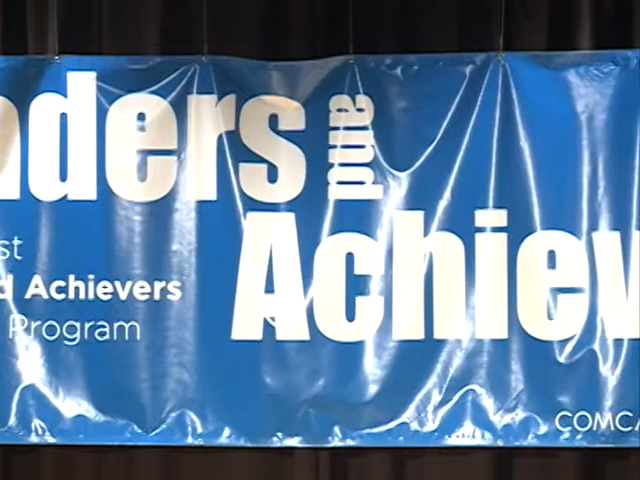 aders and
Achiev
st
d Achievers
Program
COMCA